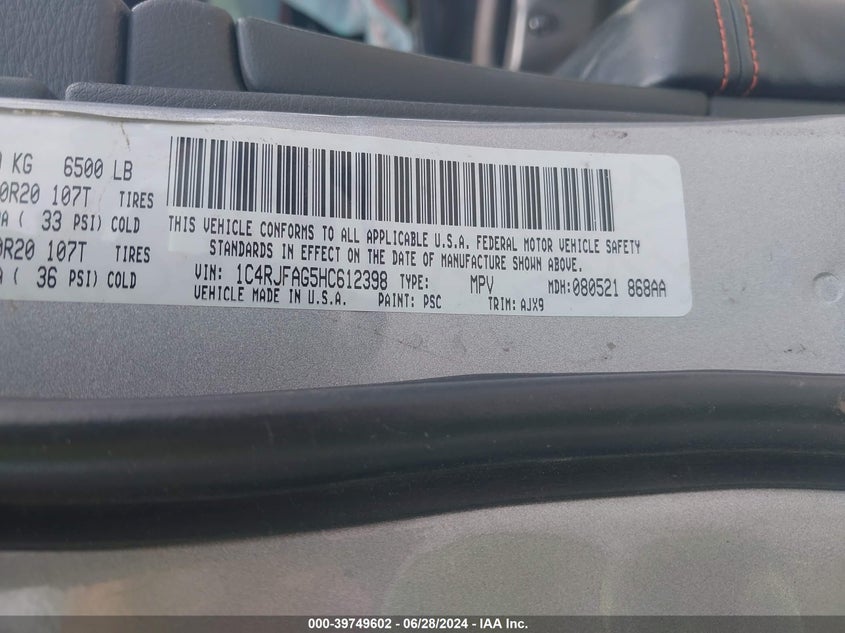 KG 6500 LB
0R20 107T TIRES
A ( 33 PSI) COLD
0R20 107T TIRES
A ( 36 PSI) COLD
THIS VEHICLE CONFORMS TO ALL APPLICABLE U.S.A. FEDERAL MOTOR VEHICLE SAFETY
STANDARDS IN EFFECT ON THE DATE OF MANUFACTURE SHOWN ABOVE.
VIN: 1C4RJFAG5HC612398 TYPE: MPV MDH:080521 868AA
VEHICLE MADE IN U.S.A. PAINT: PSC TRIM: AJX9
000-39749602 - 06/28/2024 - IAA Inc.